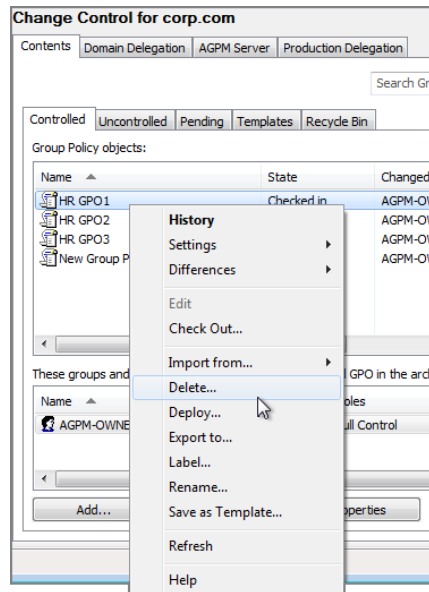 Change Control for corp.com
Contents Domain Delegation AGPM Server Production Delegation
Search Gr
Controlled Uncontrolled Pending Templates Recycle Bin
Group Policy objects:
Name State Changed
HR GPO1 Checked in AGPM-OW
HR GPO2 AGPM-OW
HR GPO3 AGPM-OW
New Group P AGPM-OW
History
Settings
Differences
Edit
Check Out...
Import from...
These groups and GPO in the arch
Delete...
Name oles
Deploy...
AGPM-OWNE ull Control
Export to...
Label...
Rename...
Add... Save as Template... operties
Refresh
Help